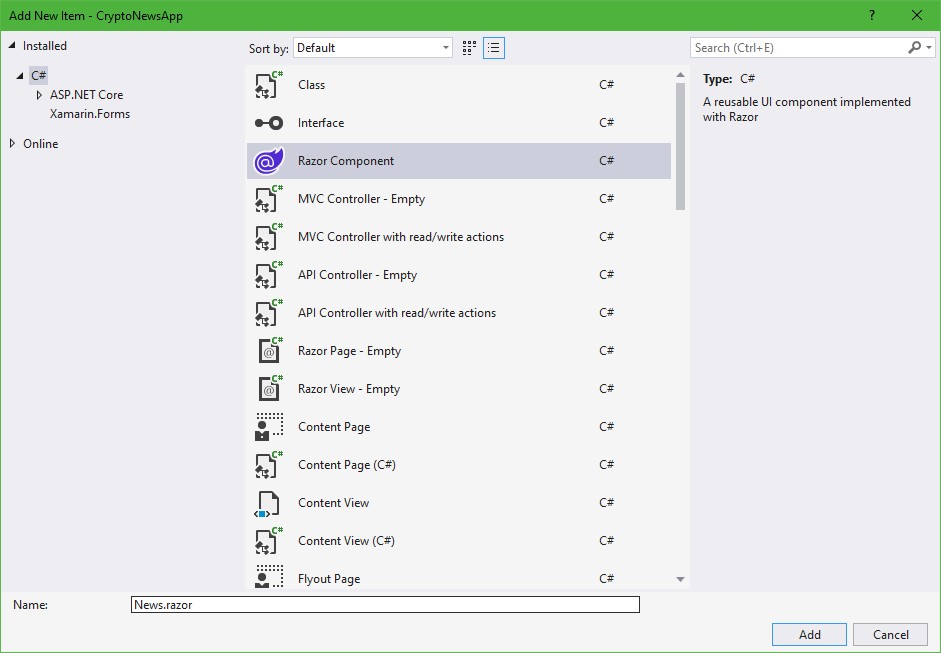 Add New Item - CryptoNewsApp
?
Installed
Sort by: Default
Search (Ctrl+E)
C#
ASP.NET Core
Xamarin.Forms
Online
C# Class C#
Interface C#
@ Razor Component C#
C# MVC Controller - Empty C#
C# MVC Controller with read/write actions C#
C# API Controller - Empty C#
C# API Controller with read/write actions C#
C# @ Razor Page - Empty C#
C# @ Razor View - Empty C#
Content Page C#
C# Content Page (C#) C#
Content View C#
C# Content View (C#) C#
Flyout Page C#
Type: C#
A reusable UI component implemented
with Razor
Name: News.razor
Add Cancel